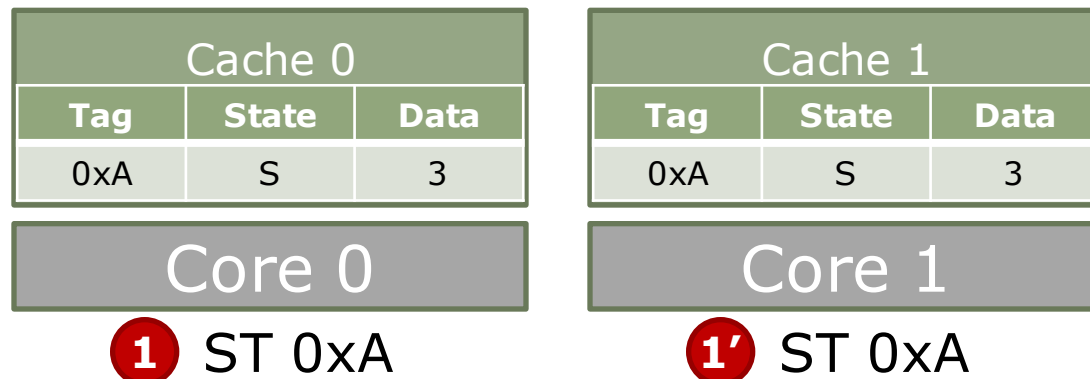 Cache 0
Tag State Data
0xA S 3
Core 0
1 ST 0xA
Cache 1
Tag State Data
0xA S 3
Core 1
1′ ST 0xA